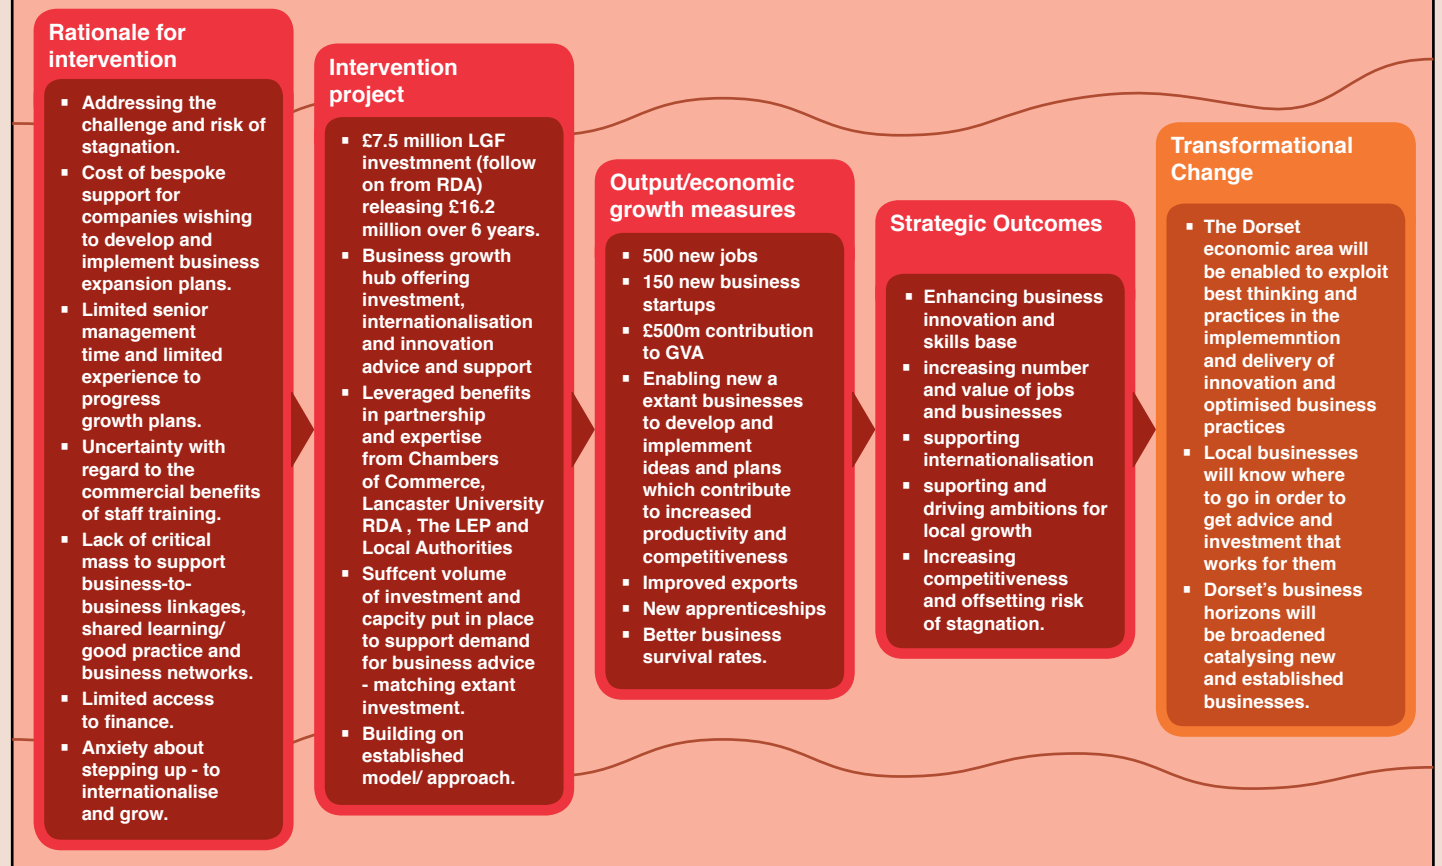 Rationale for
intervention
▪ Addressing the
challenge and risk of
stagnation.
▪ Cost of bespoke
support for
companies wishing
to develop and
implement business
expansion plans.
▪ Limited senior
management
time and limited
experience to
progress
growth plans.
▪ Uncertainty with
regard to the
commercial benefits
of staff training.
▪ Lack of critical
mass to support
business-to-
business linkages,
shared learning/
good practice and
business networks.
▪ Limited access
to finance.
▪ Anxiety about
stepping up - to
internationalise
and grow.
Intervention
project
▪ £7.5 million LGF
investmnent (follow
on from RDA)
releasing £16.2
million over 6 years.
▪ Business growth
hub offering
investment,
internationalisation
and innovation
advice and support
▪ Leveraged benefits
in partnership
and expertise
from Chambers
of Commerce,
Lancaster University
RDA , The LEP and
Local Authorities
▪ Suffcent volume
of investment and
capcity put in place
to support demand
for business advice
- matching extant
investment.
▪ Building on
established
model/ approach.
Output/economic
growth measures
▪ 500 new jobs
▪ 150 new business
startups
▪ £500m contribution
to GVA
▪ Enabling new a
extant businesses
to develop and
implemment
ideas and plans
which contribute
to increased
productivity and
competitiveness
▪ Improved exports
▪ New apprenticeships
▪ Better business
survival rates.
Strategic Outcomes
▪ Enhancing business
innovation and
skills base
▪ increasing number
and value of jobs
and businesses
▪ supporting
internationalisation
▪ suporting and
driving ambitions for
local growth
▪ Increasing
competitiveness
and offsetting risk
of stagnation.
Transformational
Change
▪ The Dorset
economic area will
be enabled to exploit
best thinking and
practices in the
implememntion
and delivery of
innovation and
optimised business
practices
▪ Local businesses
will know where
to go in order to
get advice and
investment that
works for them
▪ Dorset's business
horizons will
be broadened
catalysing new
and established
businesses.